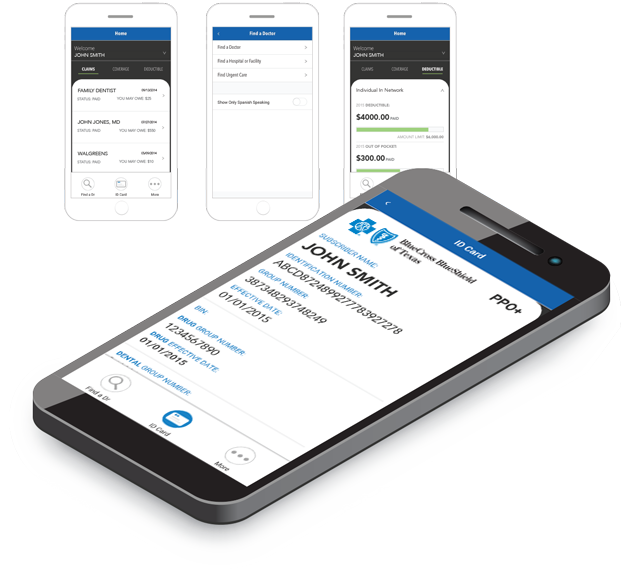 Home
Welcome
JOHN SMITH
CLAIMS COVERAGE DEDUCTIBLE
FAMILY DENTIST
STATUS: PAID YOU MAY OWE: $25
JOHN JONES, MD
STATUS: PAID YOU MAY OWE: $580
WALGREENS
STATUS: PAID YOU MAY OWE: $10
Find a Dr ID Card More
Find a Doctor
Find a Doctor
Find a Hospital or Facility
Find Urgent Care
Show Only Spanish Speaking
Home
Welcome
JOHN SMITH
CLAIMS COVERAGE DEDUCTIBLE
Individual In Network
2015 DEDUCTIBLE:
$4000.00 PAID
AMOUNT LIMIT $6,000.00
2015 OUT OF POCKET:
$300.00 PAID
ID Card
BlueCross BlueShield
of Texas
PPO+
SUBSCRIBER NAME:
JOHN SMITH
IDENTIFICATION NUMBER:
ABCD8724899277783927278
GROUP NUMBER:
387348293748249
EFFECTIVE DATE:
01/01/2015
BIN:
DRUG GROUP NUMBER:
1234567890
DRUG EFFECTIVE DATE:
01/01/2015
DENTAL GROUP NUMBER:
Find a Dr
ID Card
More